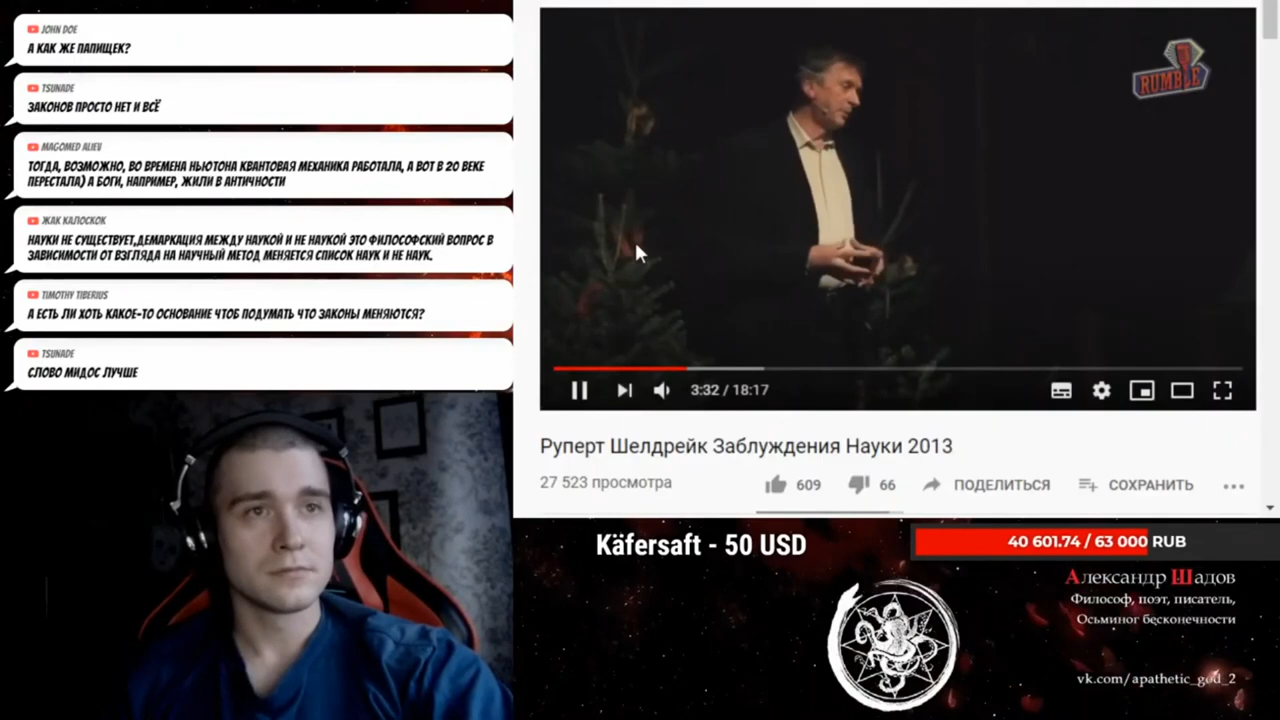 JOHN DOE
А КАК ЖЕ ПАПИЩЕК?
TSUNADE
ЗАКОНОВ ПРОСТО НЕТ И ВСЁ
MAGOMED ALIEV
ТОГДА, ВОЗМОЖНО, ВО ВРЕМЕНА НЬЮТОНА КВАНТОВАЯ МЕХАНИКА РАБОТАЛА, А ВОТ В 20 ВЕКЕ
ПЕРЕСТАЛА) А БОГИ, НАПРИМЕР, ЖИЛИ В АНТИЧНОСТИ
ЖАК КАЛОСКОК
НАУКИ НЕ СУЩЕСТВУЕТ,ДЕМАРКАЦИЯ МЕЖДУ НАУКОЙ И НЕ НАУКОЙ ЭТО ФИЛОСОФСКИЙ ВОПРОС В
ЗАВИСИМОСТИ ОТ ВЗГЛЯДА НА НАУЧНЫЙ МЕТОД МЕНЯЕТСЯ СПИСОК НАУК И НЕ НАУК.
TIMOTHY TIBERIUS
А ЕСТЬ ЛИ ХОТЬ КАКОЕ-ТО ОСНОВАНИЕ ЧТОБ ПОДУМАТЬ ЧТО ЗАКОНЫ МЕНЯЮТСЯ?
TSUNADE
СЛОВО МИДОС ЛУЧШЕ
RUMBLE
3:32 / 18:17
Руперт Шелдрейк Заблуждения Науки 2013
27 523 просмотра
609
66
ПОДЕЛИТЬСЯ
СОХРАНИТЬ
Käfersaft - 50 USD
40 601.74 / 63 000 RUB
Александр Шадов
Философ, поэт, писатель,
Осьминог бесконечности
vk.com/apathetic_god_2